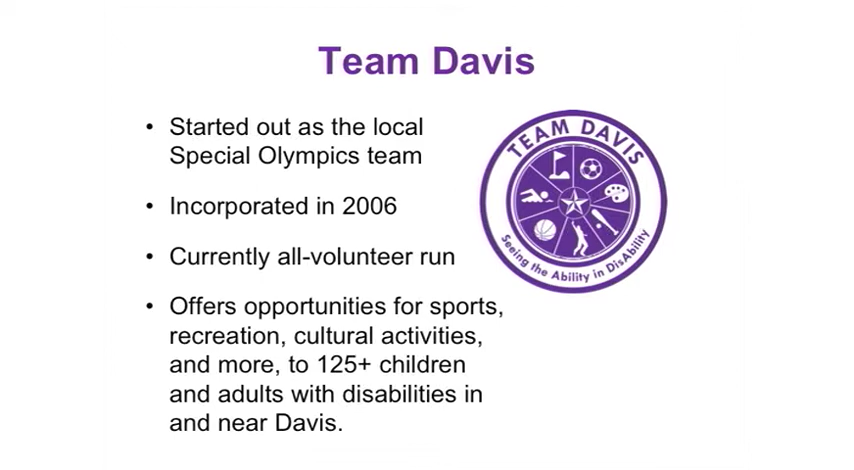 Team Davis
• Started out as the local
Special Olympics team
• Incorporated in 2006
• Currently all-volunteer run
• Offers opportunities for sports,
recreation, cultural activities,
and more, to 125+ children
and adults with disabilities in
and near Davis.
TEAM DAVIS
Seeing the Ability in DisAbility